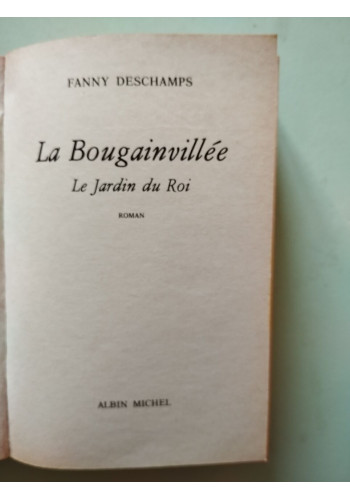 FANNY DESCHAMPS
La Bougainvillée
Le Jardin du Roi
ROMAN
ALBIN MICHEL